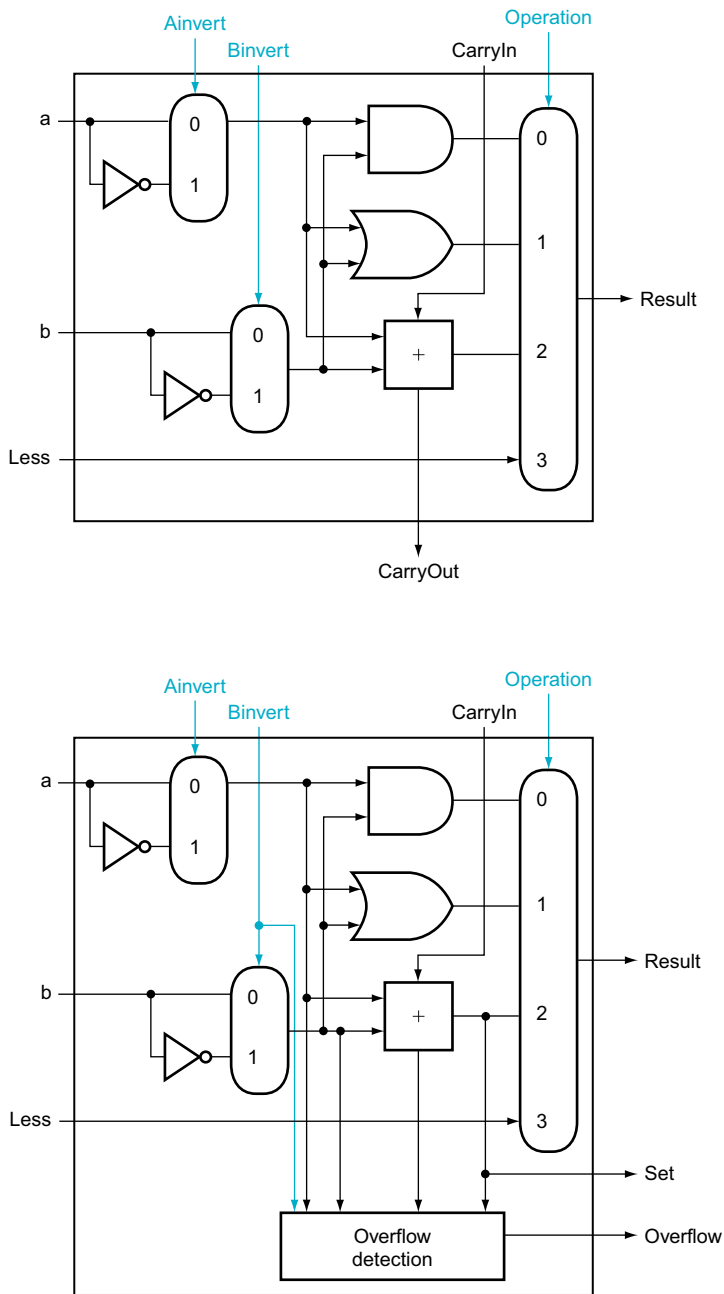 Ainvert
Operation
Binvert
CarryIn
a
0
0
1
1
b
0
Result
+
2
1
Less
3
CarryOut
Operation
Ainvert
Binvert
CarryIn
a
0
0
1
1
Result
b
0
+
2
1
Less
3
Set
Overflow
detection
Overflow